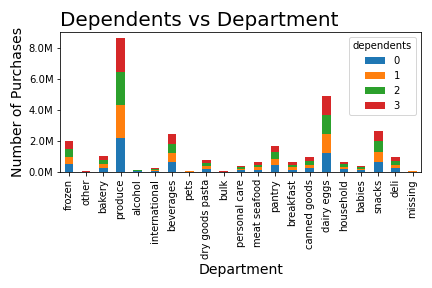 Dependents vs Department
Number of Purchases
8.0M
6.0M
4.0M
2.0M
0.0M
dependents
0
1
2
3
frozen
other
bakery
produce
alcohol
international
beverages
pets
dry goods pasta
bulk
personal care
meat seafood
pantry
breakfast
canned goods
dairy eggs
household
babies
snacks
deli
missing
Department